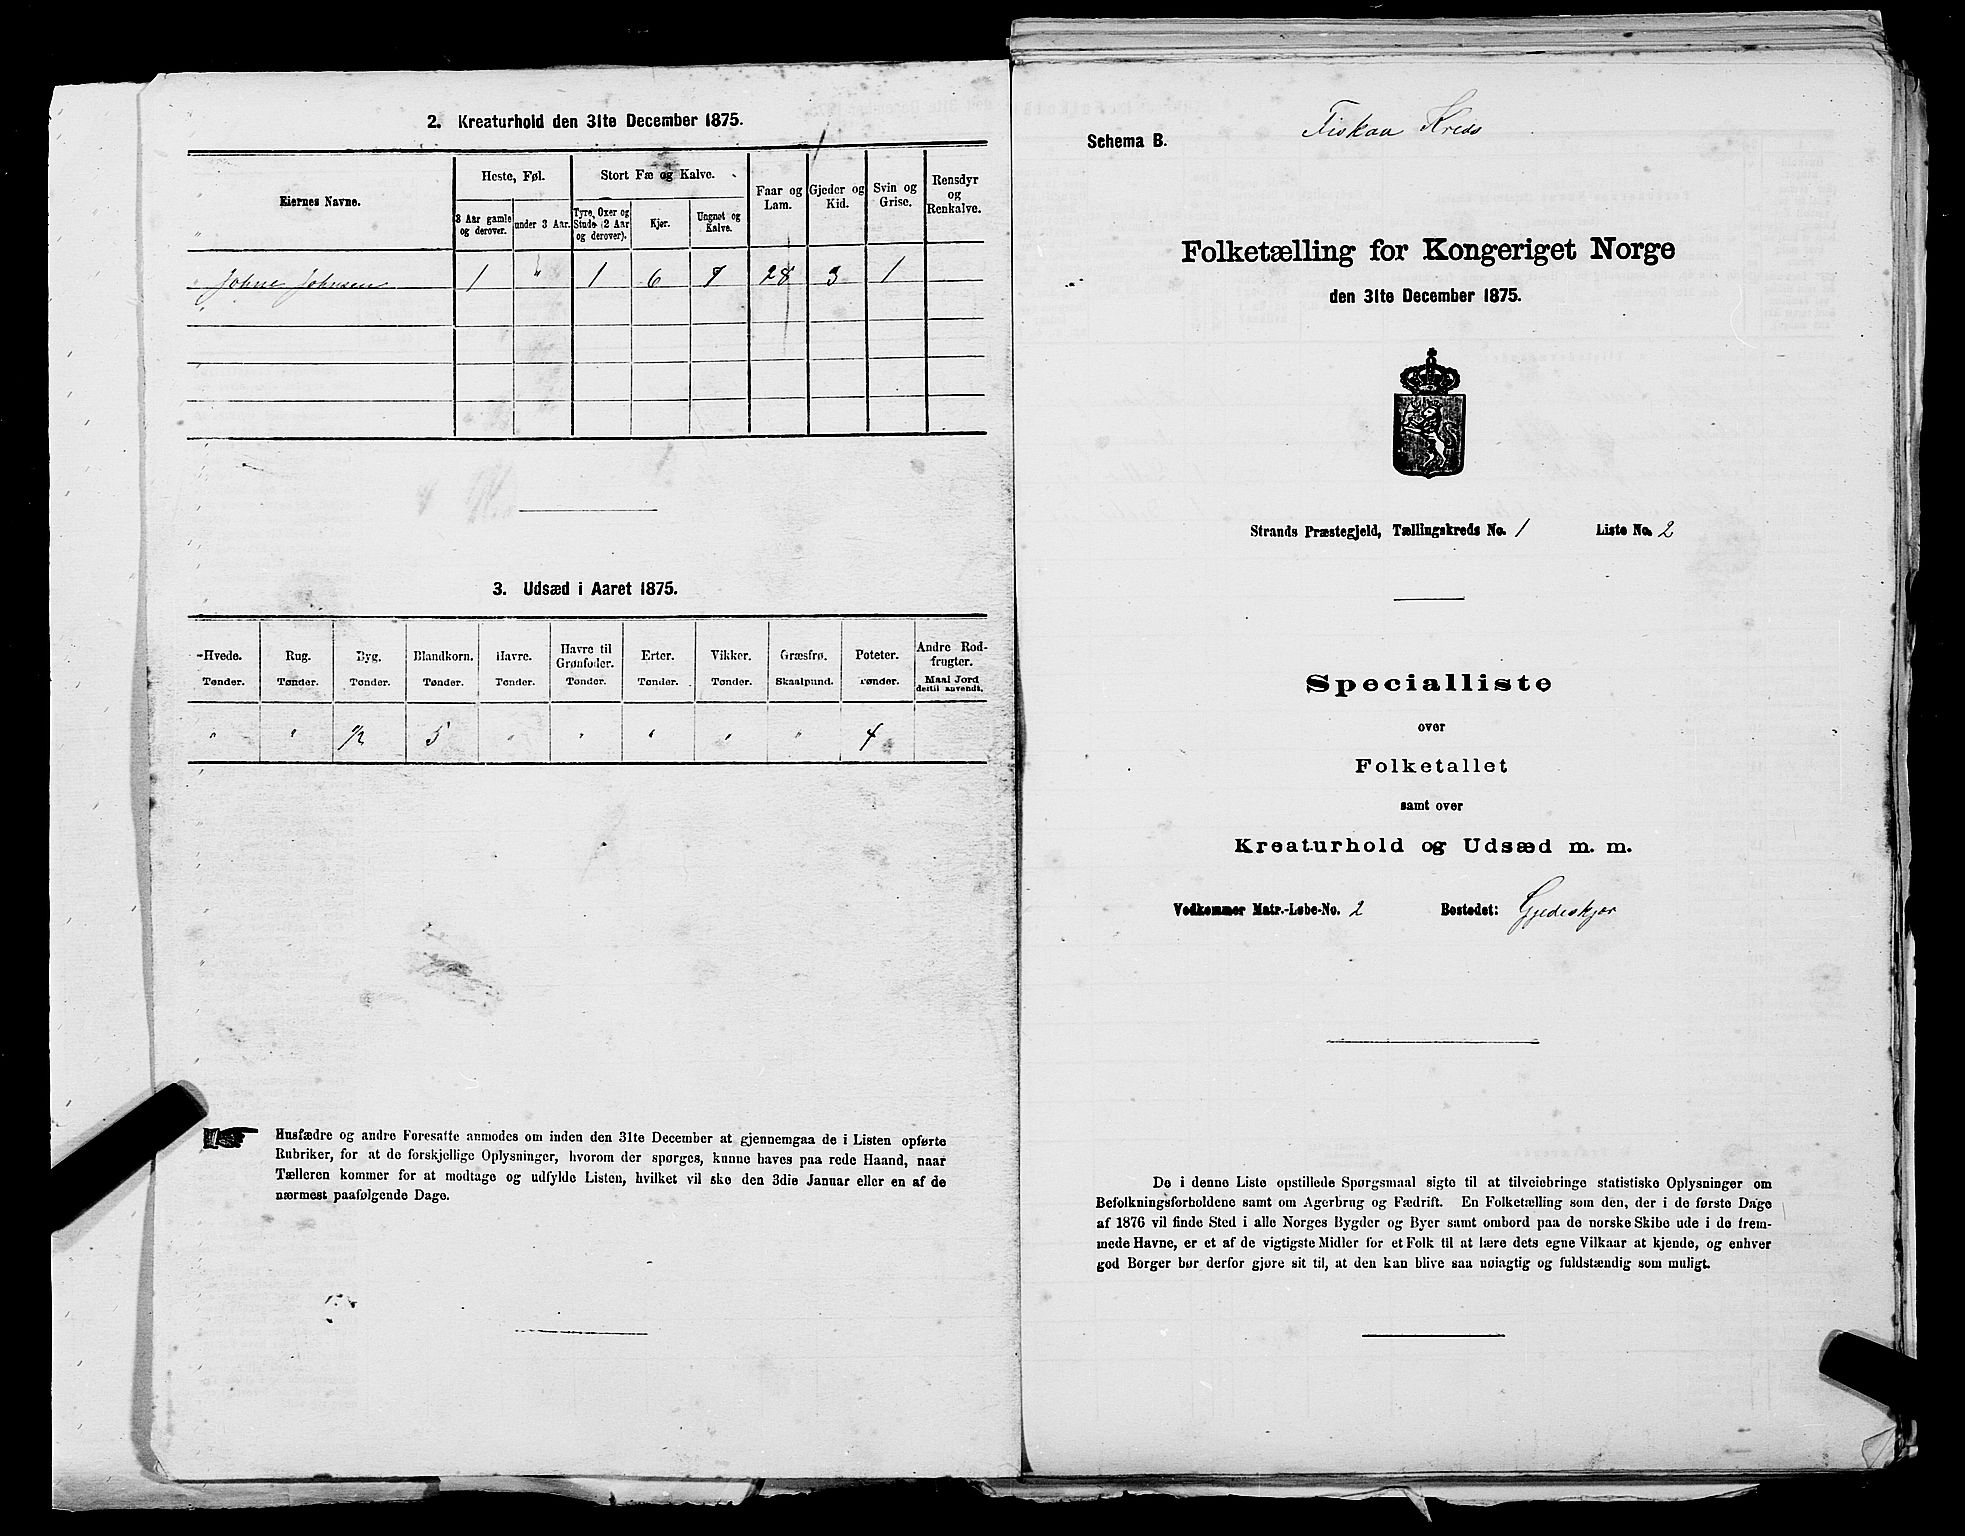 2. Kreaturhold den 31te December 1875.
Eiernes Navne.
Heste, Føl.
Stort Fæ og Kalve.
Faar og Lam.
Gjeder og Kid.
Svin og Grise.
Rensdyr og Renkalve.
3 Aar gamle og derover.
under 3 Aar.
Tyre, Oxer og Stude (2 Aar og derover).
Kjør.
Ungnøt og Kalve.
Johne Johnsen 1 " 1 6 7 28 3 1
3. Udsæd i Aaret 1875.
Hvede. Rug. Byg. Blandkorn. Havre. Havre til Grønfoder. Erter. Vikker. Græsfrø. Poteter. Andre Rodfrugter.
Tønder. Tønder. Tønder. Tønder. Tønder. Tønder. Tønder. Tønder. Skaalpund. Tønder. Maal Jord dertil anvendt.
" " 1/2 5 " " " " " 4
Husfædre og andre Foresatte anmodes om inden den 31te December at gjennemgaa de i Listen opførte
Rubriker, for at de forskjellige Oplysninger, hvorom der spørges, kunne haves paa rede Haand, naar
Tælleren kommer for at modtage og udfylde Listen, hvilket vil ske den 3die Januar eller en af de
nærmest paafølgende Dage.
Fiskaa Kreds
Schema B.
Folketælling for Kongeriget Norge
den 31te December 1875.
Strands Præstegjeld, Tællingskreds No. 1 Liste No. 2
Specialliste
over
Folketallet
samt over
Kreaturhold og Udsæd m. m.
Vedkommer Matr.-Løbe-No. 2 Bostedet: Gjedeskjær
De i denne Liste opstillede Spørgsmaal sigte til at tilveiebringe statistiske Oplysninger om
Befolkningsforholdene samt om Agerbrug og Fædrift. En Folketælling som den, der i de første Dage
af 1876 vil finde Sted i alle Norges Bygder og Byer samt ombord paa de norske Skibe ude i de frem-
mede Havne, er et af de vigtigste Midler for et Folk til at lære dets egne Vilkaar at kjende, og enhver
god Borger bør derfor gjøre sit til, at den kan blive saa nøiagtig og fuldstændig som muligt.